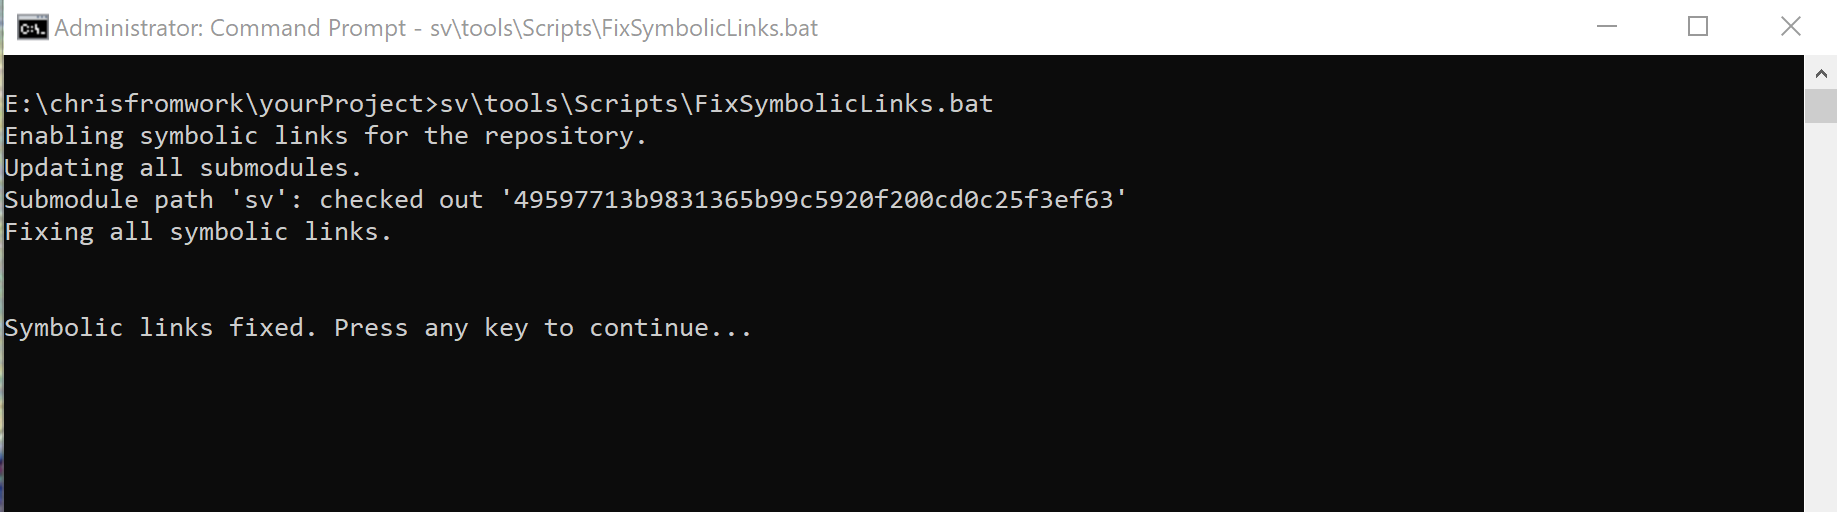 Administrator: Command Prompt - sv\tools\Scripts\FixSymbolicLinks.bat
E:\chrisfromwork\yourProject>sv\tools\Scripts\FixSymbolicLinks.bat
Enabling symbolic links for the repository.
Updating all submodules.
Submodule path 'sv': checked out '49597713b9831365b99c5920f200cd0c25f3ef63'
Fixing all symbolic links.
Symbolic links fixed. Press any key to continue...